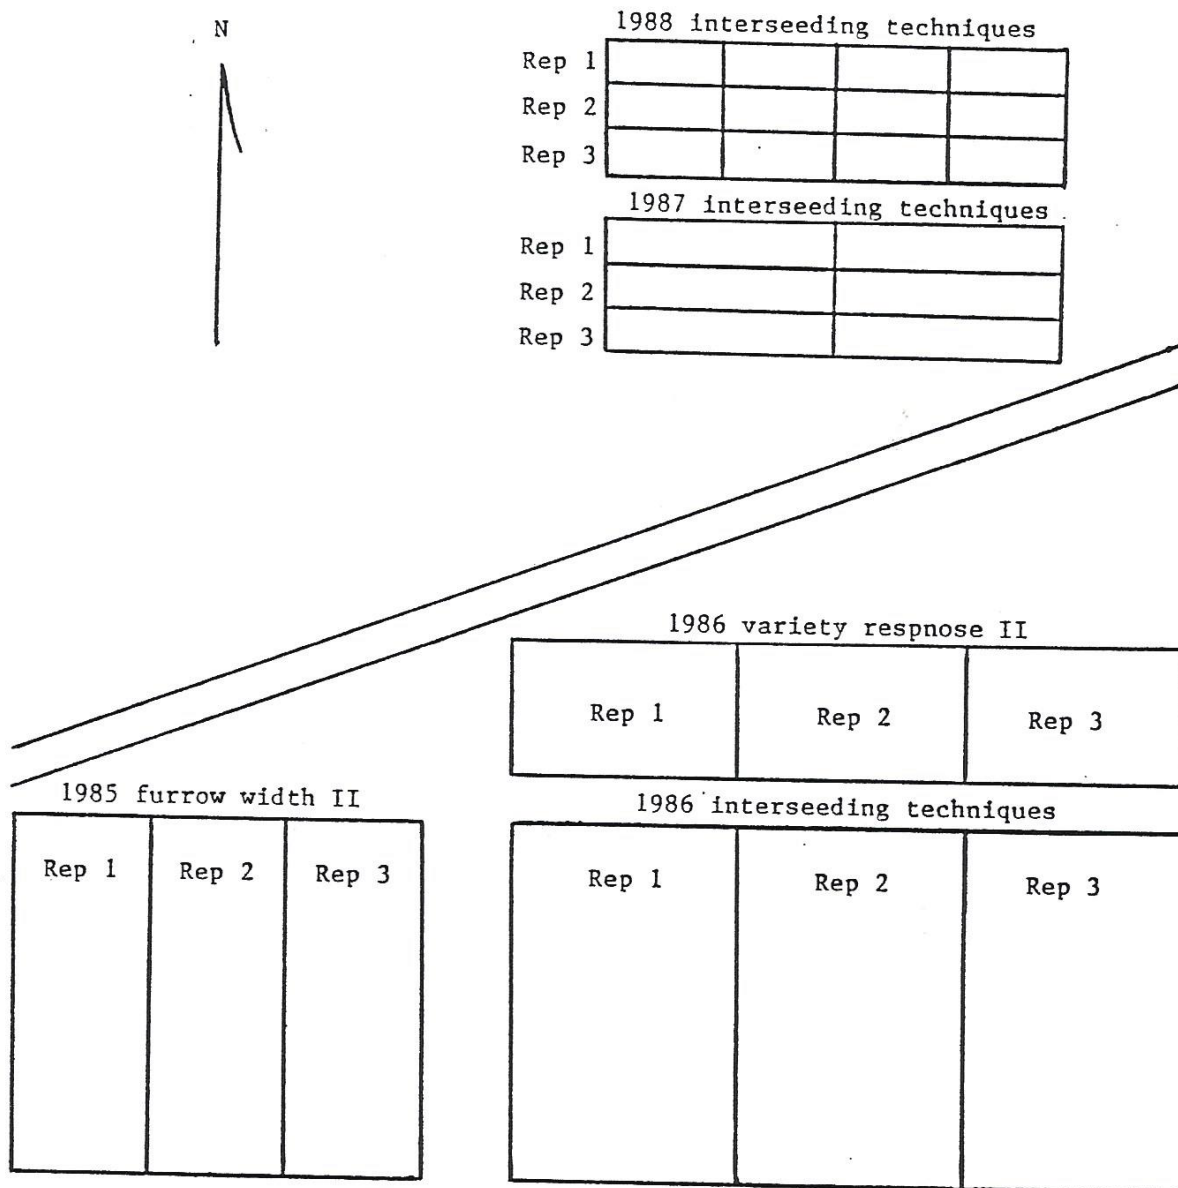 N
1988 interseeding techniques
Rep 1
Rep 2
Rep 3
1987 interseeding techniques
Rep 1
Rep 2
Rep 3
1986 variety respnose II
Rep 1 Rep 2 Rep 3
1985 furrow width II
Rep 1 Rep 2 Rep 3
1986 interseeding techniques
Rep 1 Rep 2 Rep 3